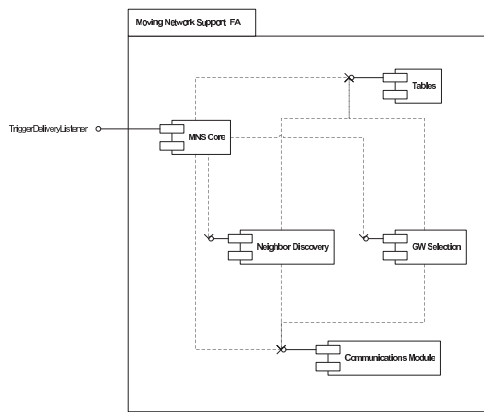 Moving Network Support FA
Tables
TriggerDeliveryListener
MNS Core
Neighbor Discovery
GW Selection
Communications Module